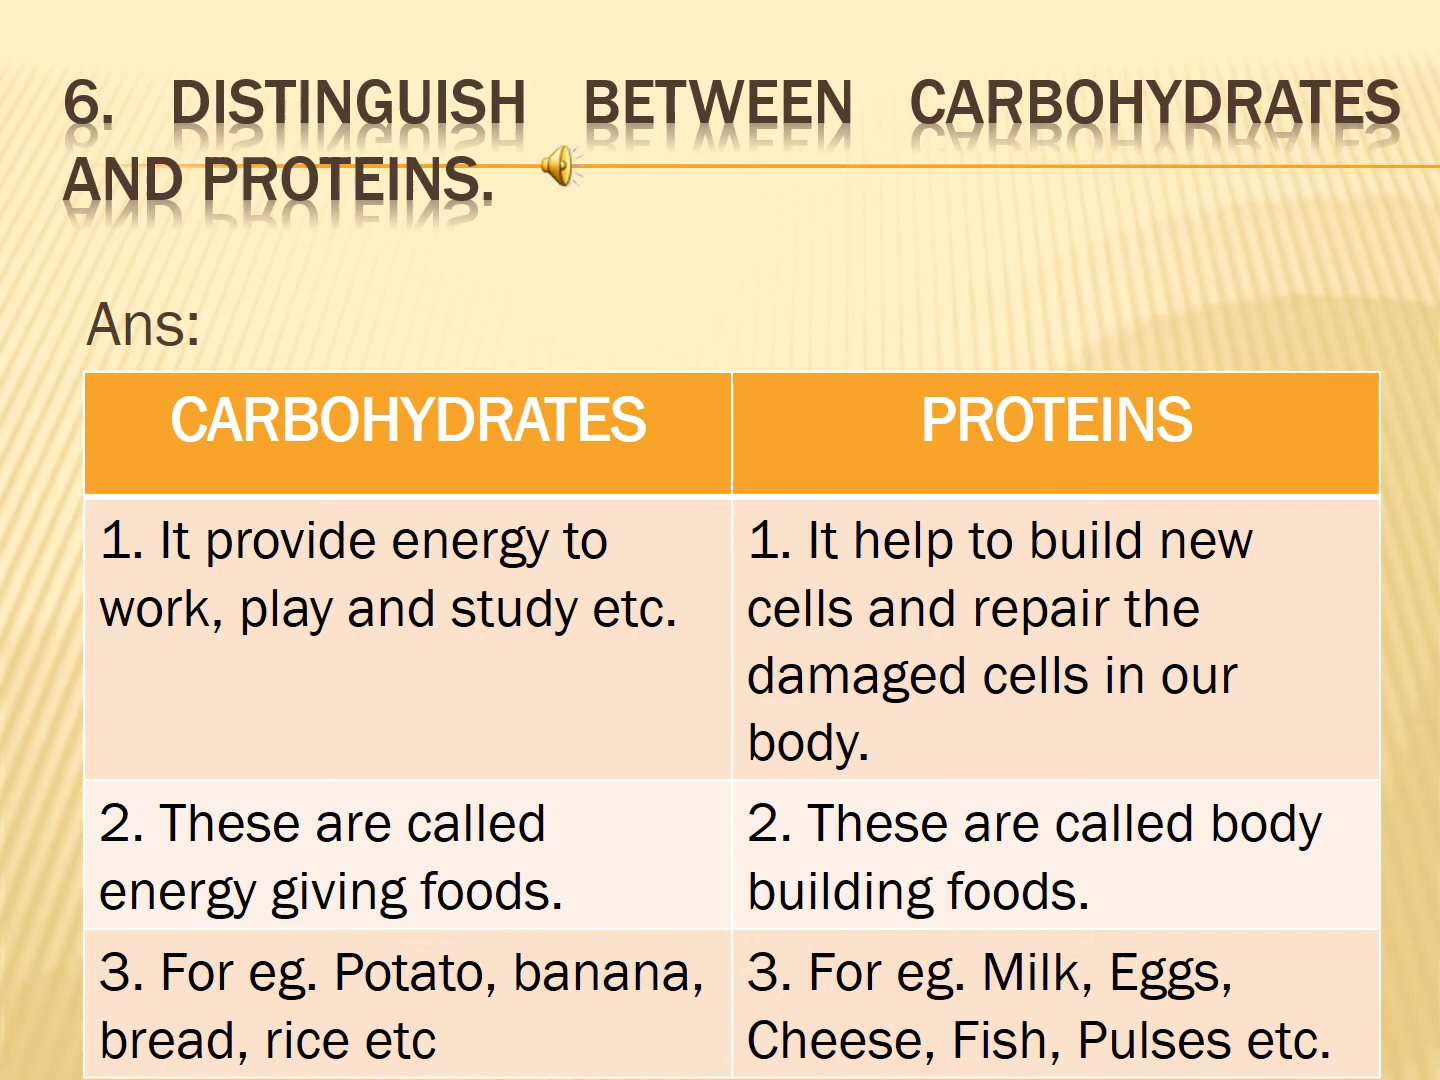 6. DISTINGUISH BETWEEN CARBOHYDRATES
AND PROTEINS.
Ans:
CARBOHYDRATES
PROTEINS
1. It provide energy to
work, play and study etc.
1. It help to build new
cells and repair the
damaged cells in our
body.
2. These are called
energy giving foods.
2. These are called body
building foods.
3. For eg. Potato, banana,
bread, rice etc
3. For eg. Milk, Eggs,
Cheese, Fish, Pulses etc.